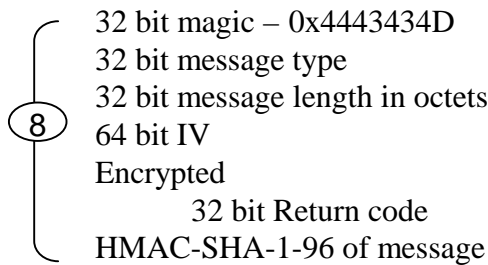 32 bit magic – 0x4443434D
32 bit message type
32 bit message length in octets
8
64 bit IV
Encrypted
32 bit Return code
HMAC-SHA-1-96 of message